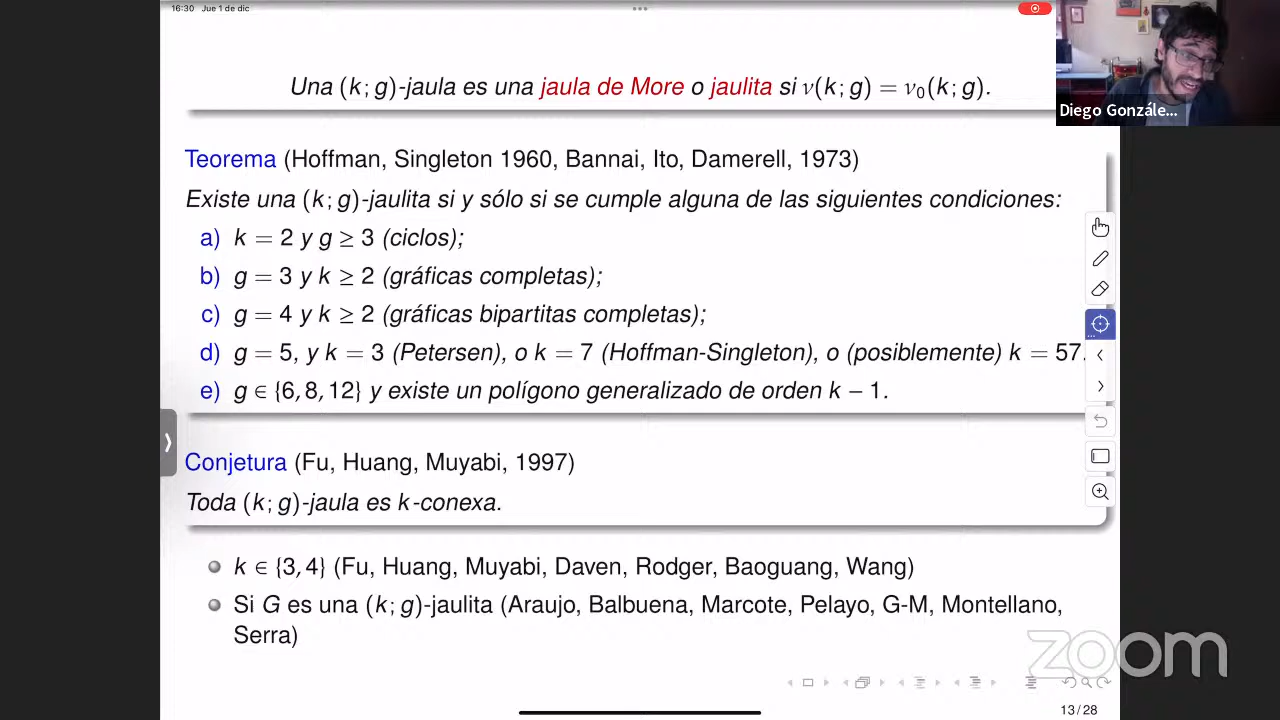 16:30 Jue 1 de dic
Una (k; g)-jaula es una jaula de More o jaulita si ν(k; g) = ν₀(k; g).
Diego Gonzále...
Teorema (Hoffman, Singleton 1960, Bannai, Ito, Damerell, 1973)
Existe una (k; g)-jaulita si y sólo si se cumple alguna de las siguientes condiciones:
a) k = 2 y g ≥ 3 (ciclos);
b) g = 3 y k ≥ 2 (gráficas completas);
c) g = 4 y k ≥ 2 (gráficas bipartitas completas);
d) g = 5, y k = 3 (Petersen), o k = 7 (Hoffman-Singleton), o (posiblemente) k = 57.
e) g ∈ {6, 8, 12} y existe un polígono generalizado de orden k − 1.
Conjetura (Fu, Huang, Muyabi, 1997)
Toda (k; g)-jaula es k-conexa.
k ∈ {3, 4} (Fu, Huang, Muyabi, Daven, Rodger, Baoguang, Wang)
Si G es una (k; g)-jaulita (Araujo, Balbuena, Marcote, Pelayo, G-M, Montellano,
Serra)
zoom
13/28